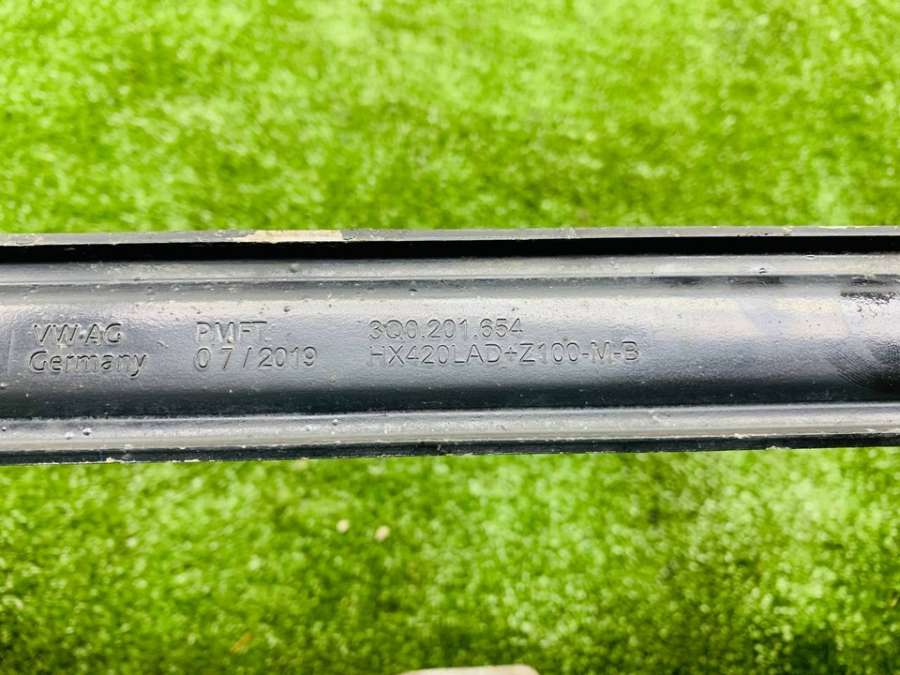 VW AG
Germany
PMFT
07/2019
3Q0.201.654
HX420LAD+Z100-M-B